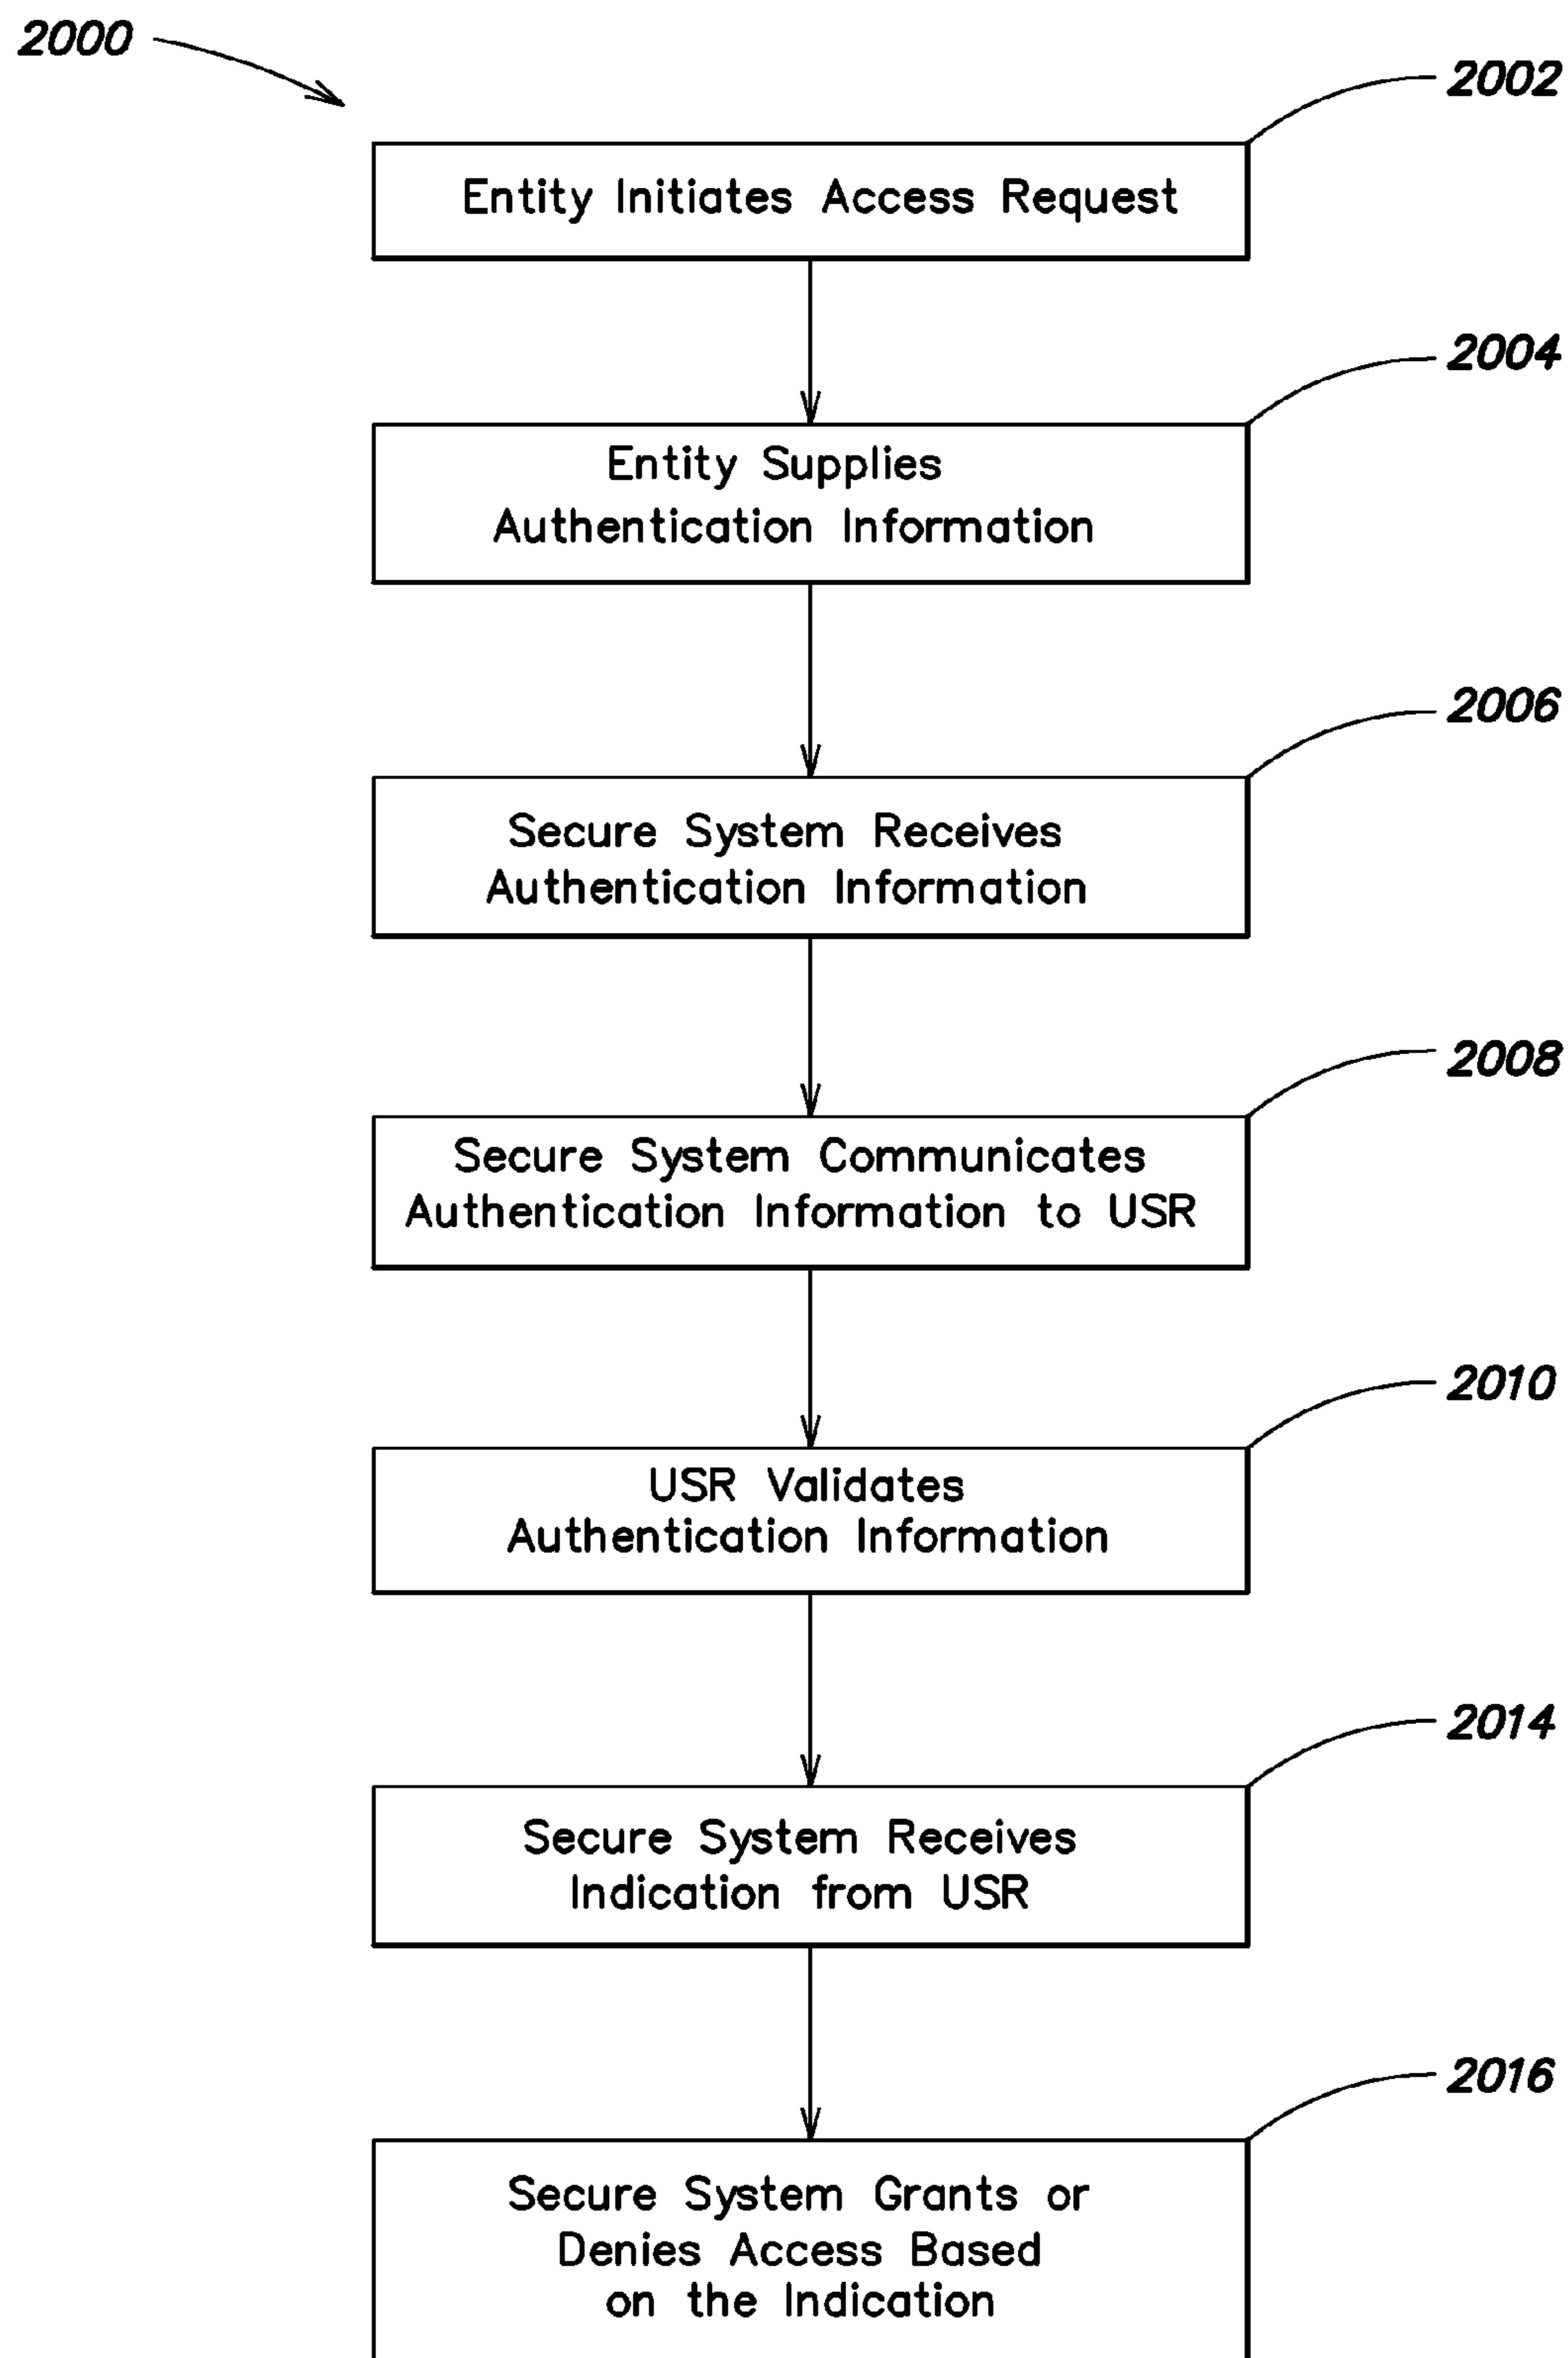 2000
2002
Entity Initiates Access Request
2004
Entity Supplies
Authentication Information
2006
Secure System Receives
Authentication Information
2008
Secure System Communicates
Authentication Information to USR
2010
USR Validates
Authentication Information
2014
Secure System Receives
Indication from USR
2016
Secure System Grants or
Denies Access Based
on the Indication